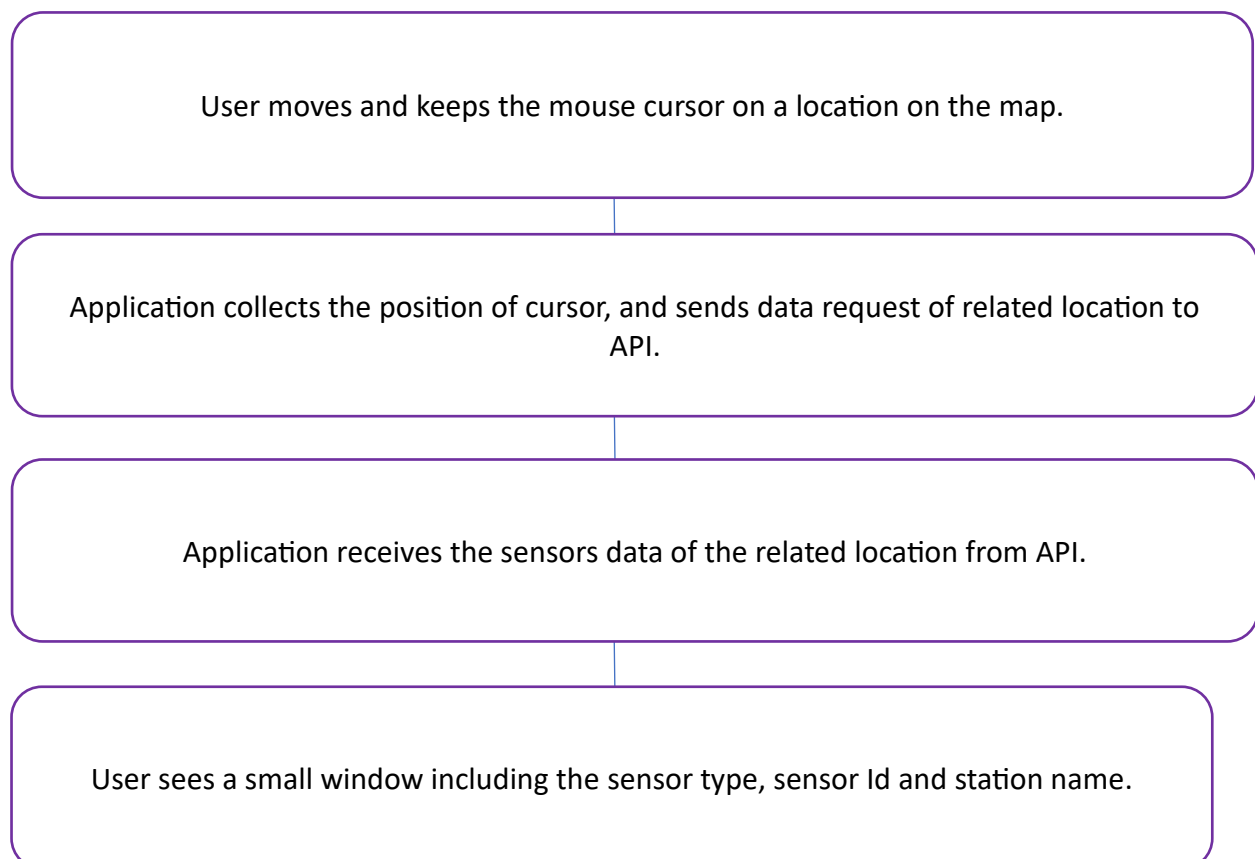 User moves and keeps the mouse cursor on a location on the map.
Application collects the position of cursor, and sends data request of related location to
API.
Application receives the sensors data of the related location from API.
User sees a small window including the sensor type, sensor Id and station name.